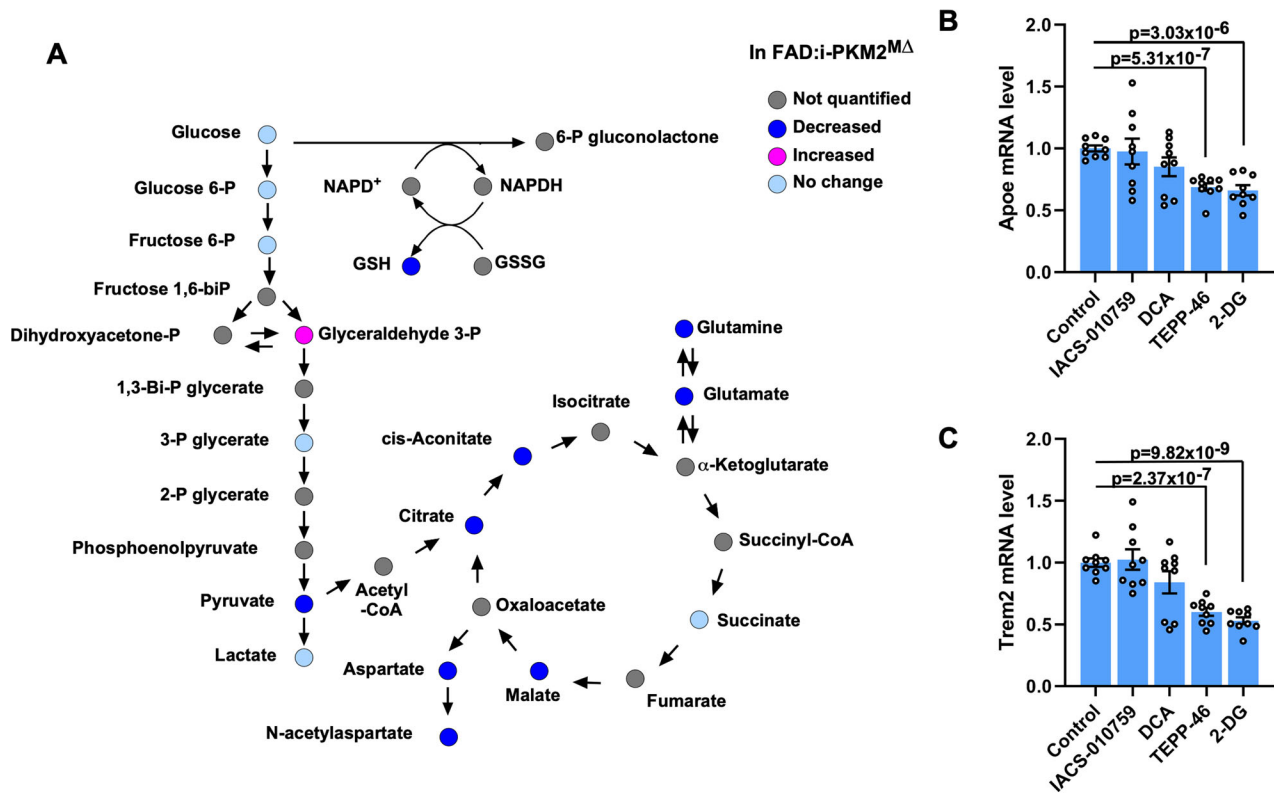 A
In FAD:i-PKM2MΔ
Not quantified
Decreased
Increased
No change
Glucose
6-P gluconolactone
Glucose 6-P
NAPD+
NAPDH
Fructose 6-P
GSH
GSSG
Fructose 1,6-biP
Dihydroxyacetone-P
Glyceraldehyde 3-P
Glutamine
1,3-Bi-P glycerate
Glutamate
Isocitrate
3-P glycerate
cis-Aconitate
α-Ketoglutarate
2-P glycerate
Citrate
Phosphoenolpyruvate
Succinyl-CoA
Pyruvate
Acetyl
-CoA
Oxaloacetate
Succinate
Lactate
Aspartate
Malate
Fumarate
N-acetylaspartate
B
Apoe mRNA level
2.0
1.5
1.0
0.5
0.0
p=3.03x10-6
p=5.31x10-7
Control
IACS-010759
DCA
TEPP-46
2-DG
C
Trem2 mRNA level
2.0
1.5
1.0
0.5
0.0
p=9.82x10-9
p=2.37x10-7
Control
IACS-010759
DCA
TEPP-46
2-DG